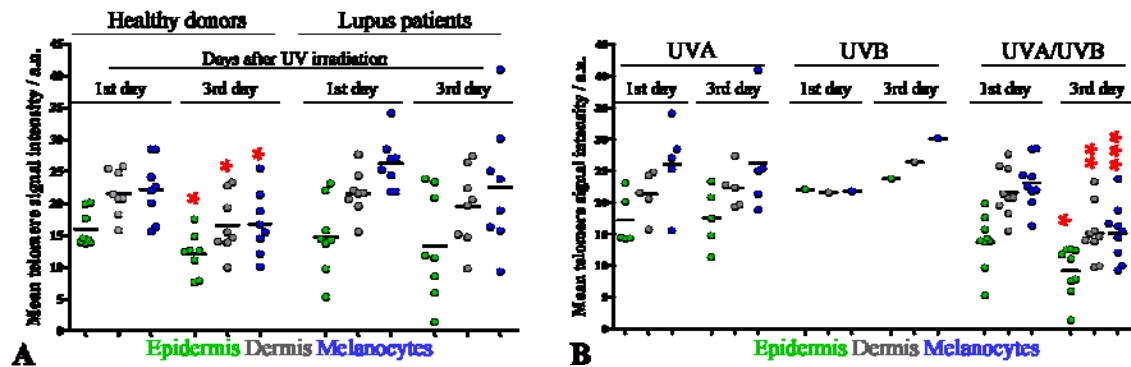 Healthy donors Lupus patients
Days after UV irradiation
1st day 3rd day 1st day 3rd day
Mean telomers signal intensity / a.n.
45
40
35
30
25
20
15
10
5
0
* * *
A
Epidermis Dermis Melanocytes
UVA UVB UVA/UVB
1st day 3rd day 1st day 3rd day 1st day 3rd day
Mean telomers signal intensity / a.n.
45
40
35
30
25
20
15
10
5
0
* ** ***
B
Epidermis Dermis Melanocytes